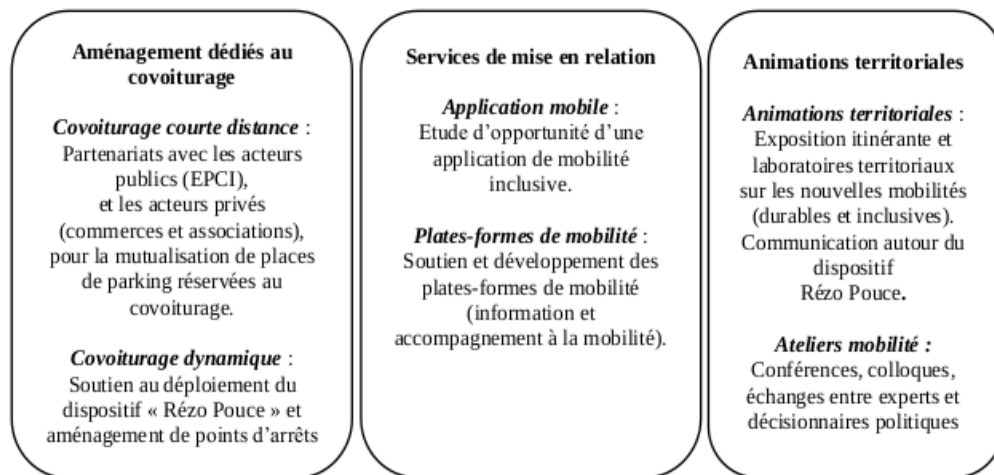 Aménagement dédiés au
covoiturage
Covoiturage courte distance :
Partenariats avec les acteurs
publics (EPCI),
et les acteurs privés
(commerces et associations),
pour la mutualisation de places
de parking réservées au
covoiturage.
Covoiturage dynamique :
Soutien au déploiement du
dispositif « Rézo Pouce » et
aménagement de points d’arrêts
Services de mise en relation
Application mobile :
Etude d’opportunité d’une
application de mobilité
inclusive.
Plates-formes de mobilité :
Soutien et développement des
plates-formes de mobilité
(information et
accompagnement à la mobilité).
Animations territoriales
Animations territoriales :
Exposition itinérante et
laboratoires territoriaux
sur les nouvelles mobilités
(durables et inclusives).
Communication autour du
dispositif
Rézo Pouce.
Ateliers mobilité :
Conférences, colloques,
échanges entre experts et
décisionnaires politiques